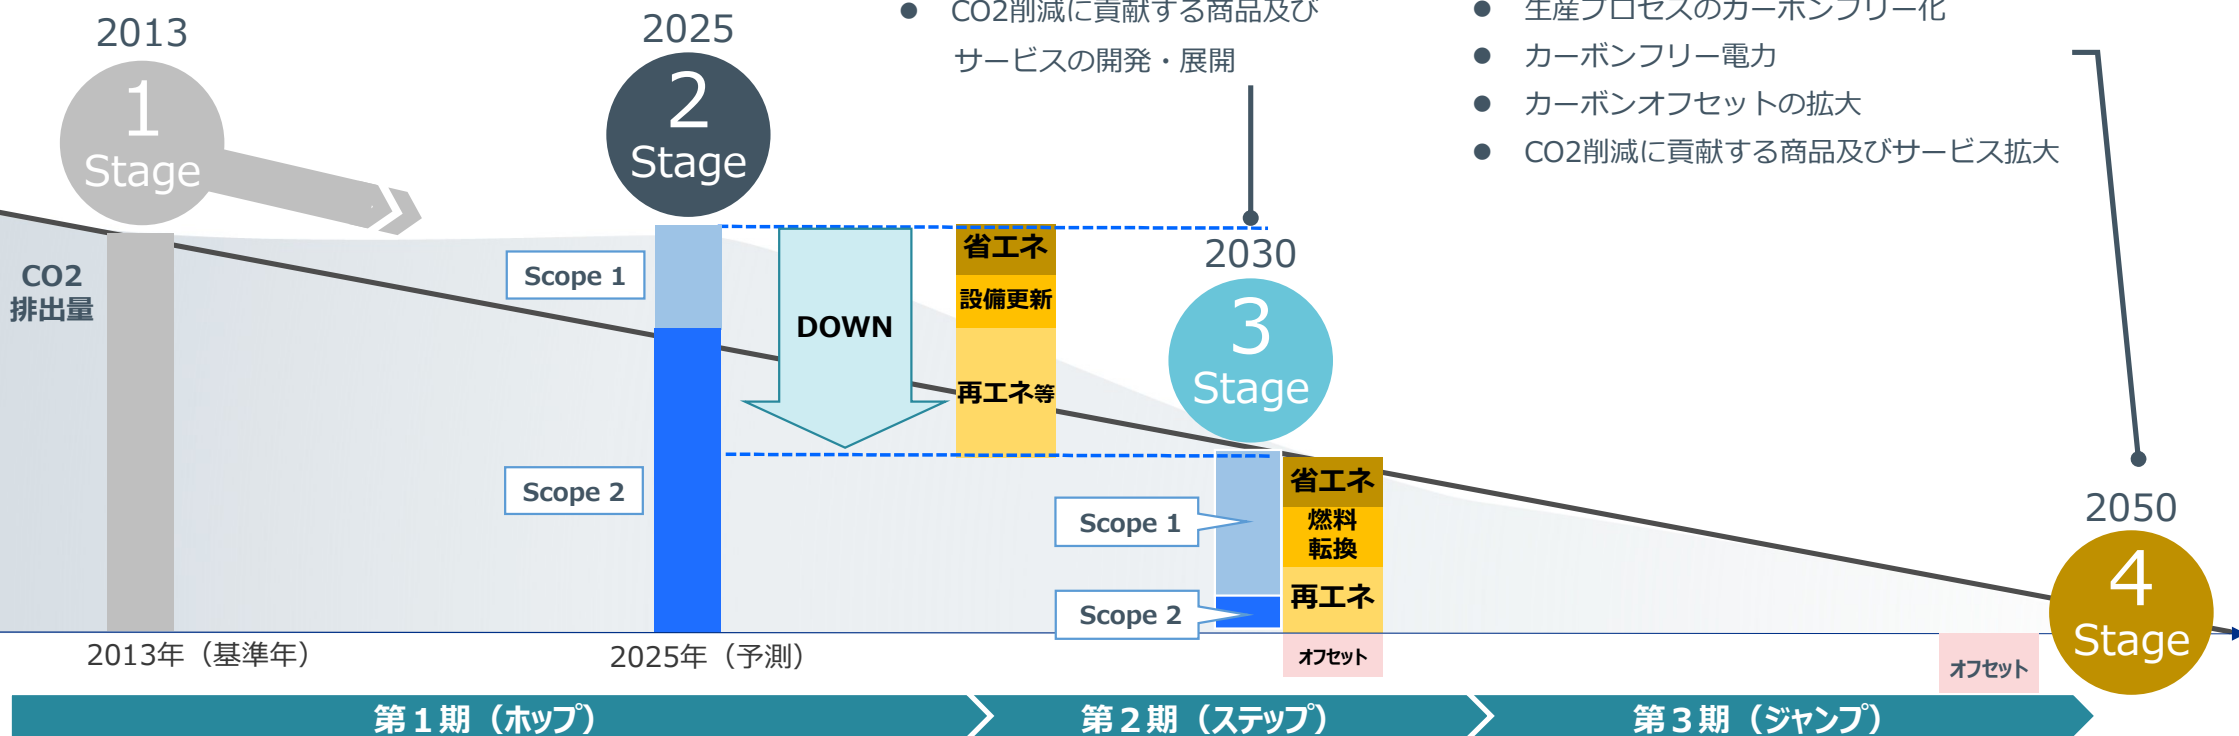 2013
1
Stage
2025
2
Stage
● CO2削減に貢献する商品及び
サービスの開発・展開
● 生産プロセスのカーボンフリー化
● カーボンフリー電力
● カーボンオフセットの拡大
● CO2削減に貢献する商品及びサービス拡大
CO2
排出量
Scope 1
Scope 2
DOWN
省エネ
設備更新
再エネ等
2030
3
Stage
Scope 1
Scope 2
省エネ
燃料
転換
再エネ
オフセット
2050
4
Stage
オフセット
2013年（基準年）
2025年（予測）
第１期（ホップ）
第２期（ステップ）
第３期（ジャンプ）